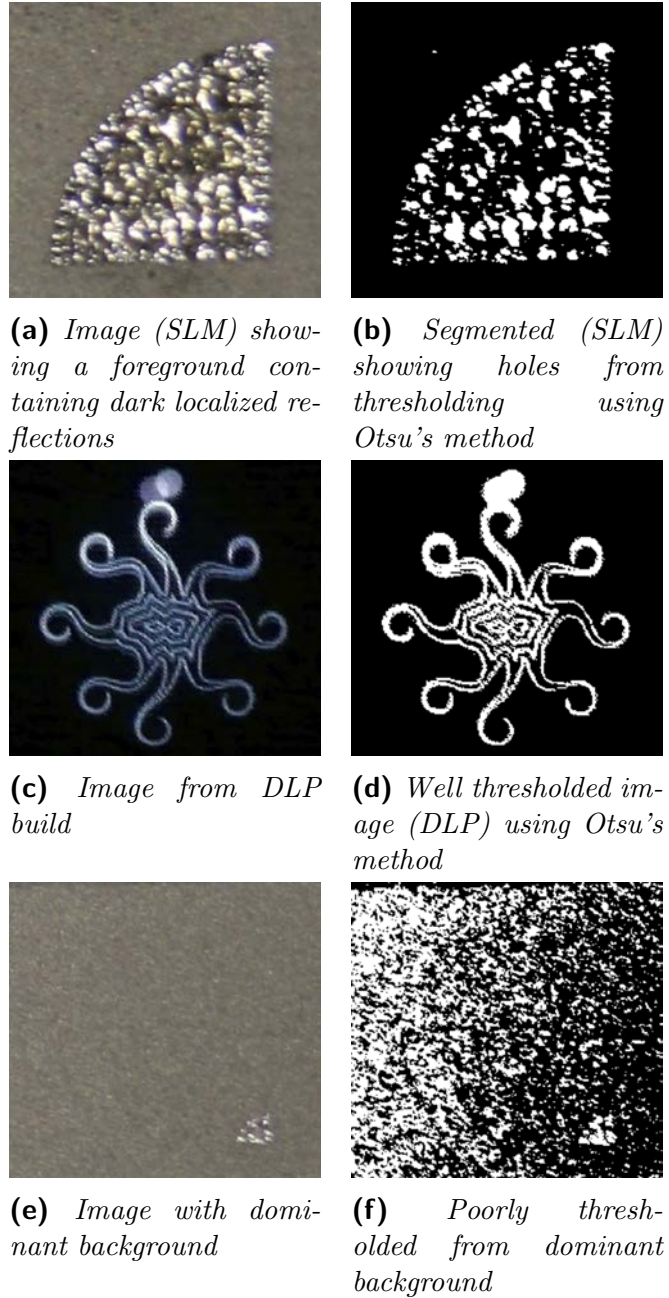 (a) Image (SLM) show-
ing a foreground con-
taining dark localized re-
flections
(b) Segmented (SLM)
showing holes from
thresholding using
Otsu's method
(c) Image from DLP
build
(d) Well thresholded im-
age (DLP) using Otsu's
method
(e) Image with domi-
nant background
(f) Poorly thresh-
olded from dominant
background